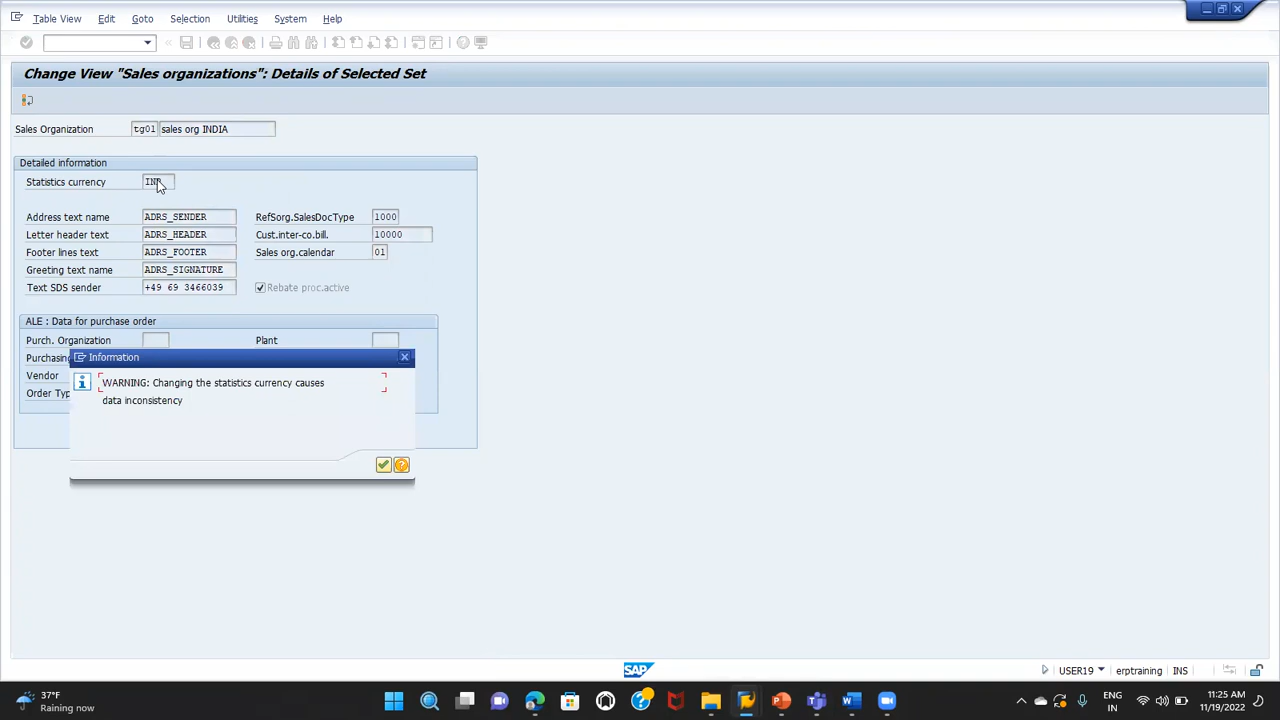 Table View Edit Goto Selection Utilities System Help
Change View "Sales organizations": Details of Selected Set
Sales Organization tg01 sales org INDIA
Detailed information
Statistics currency
Address text name ADRS_SENDER RefSorg.SalesDocType 1000
Letter header text ADRS_HEADER Cust.inter-co.bill. 10000
Footer lines text ADRS_FOOTER Sales org.calendar 01
Greeting text name ADRS_SIGNATURE
Text SDS sender +49 69 3466039 Rebate proc.active
ALE : Data for purchase order
Purch. Organization Plant
Information
Vendor
WARNING: Changing the statistics currency causes
data inconsistency
SAP
USER19 erptraining INS
37°F
Raining now
ENG
IN
11:25 AM
11/19/2022